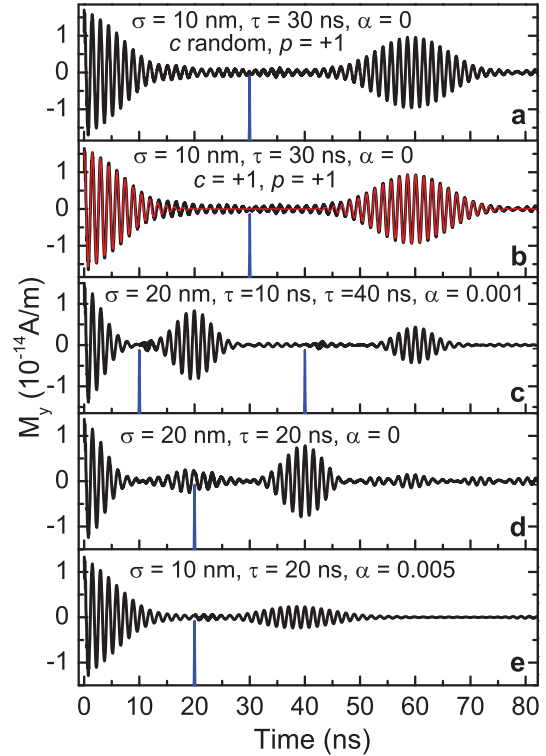 σ = 10 nm, τ = 30 ns, α = 0
c random, p = +1
1
0
-1
a
σ = 10 nm, τ = 30 ns, α = 0
c = +1, p = +1
1
0
-1
b
σ = 20 nm, τ =10 ns, τ =40 ns, α = 0.001
1
0
-1
c
M_y (10^-14 A/m)
σ = 20 nm, τ = 20 ns, α = 0
1
0
-1
d
σ = 10 nm, τ = 20 ns, α = 0.005
1
0
-1
e
0 10 20 30 40 50 60 70 80
Time (ns)